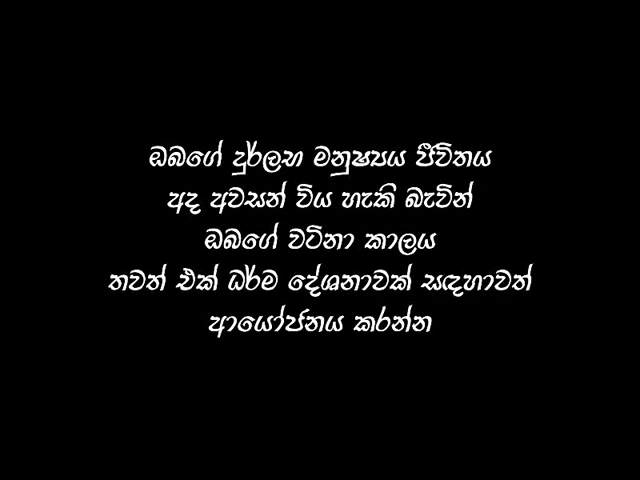 ඔබගේ දුර්ලභ මනුෂ්‍යය ජීවිතය
අද අවසන් විය හැකි බැවින්
ඔබගේ වටිනා කාලය
තවත් එක් ධර්ම දේශනාවක් සඳහාවත්
ආයෝජනය කරන්න